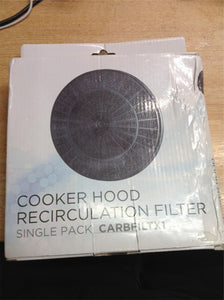 COOKER HOOD
RECIRCULATION FILTER
SINGLE PACK CARBFILTX1